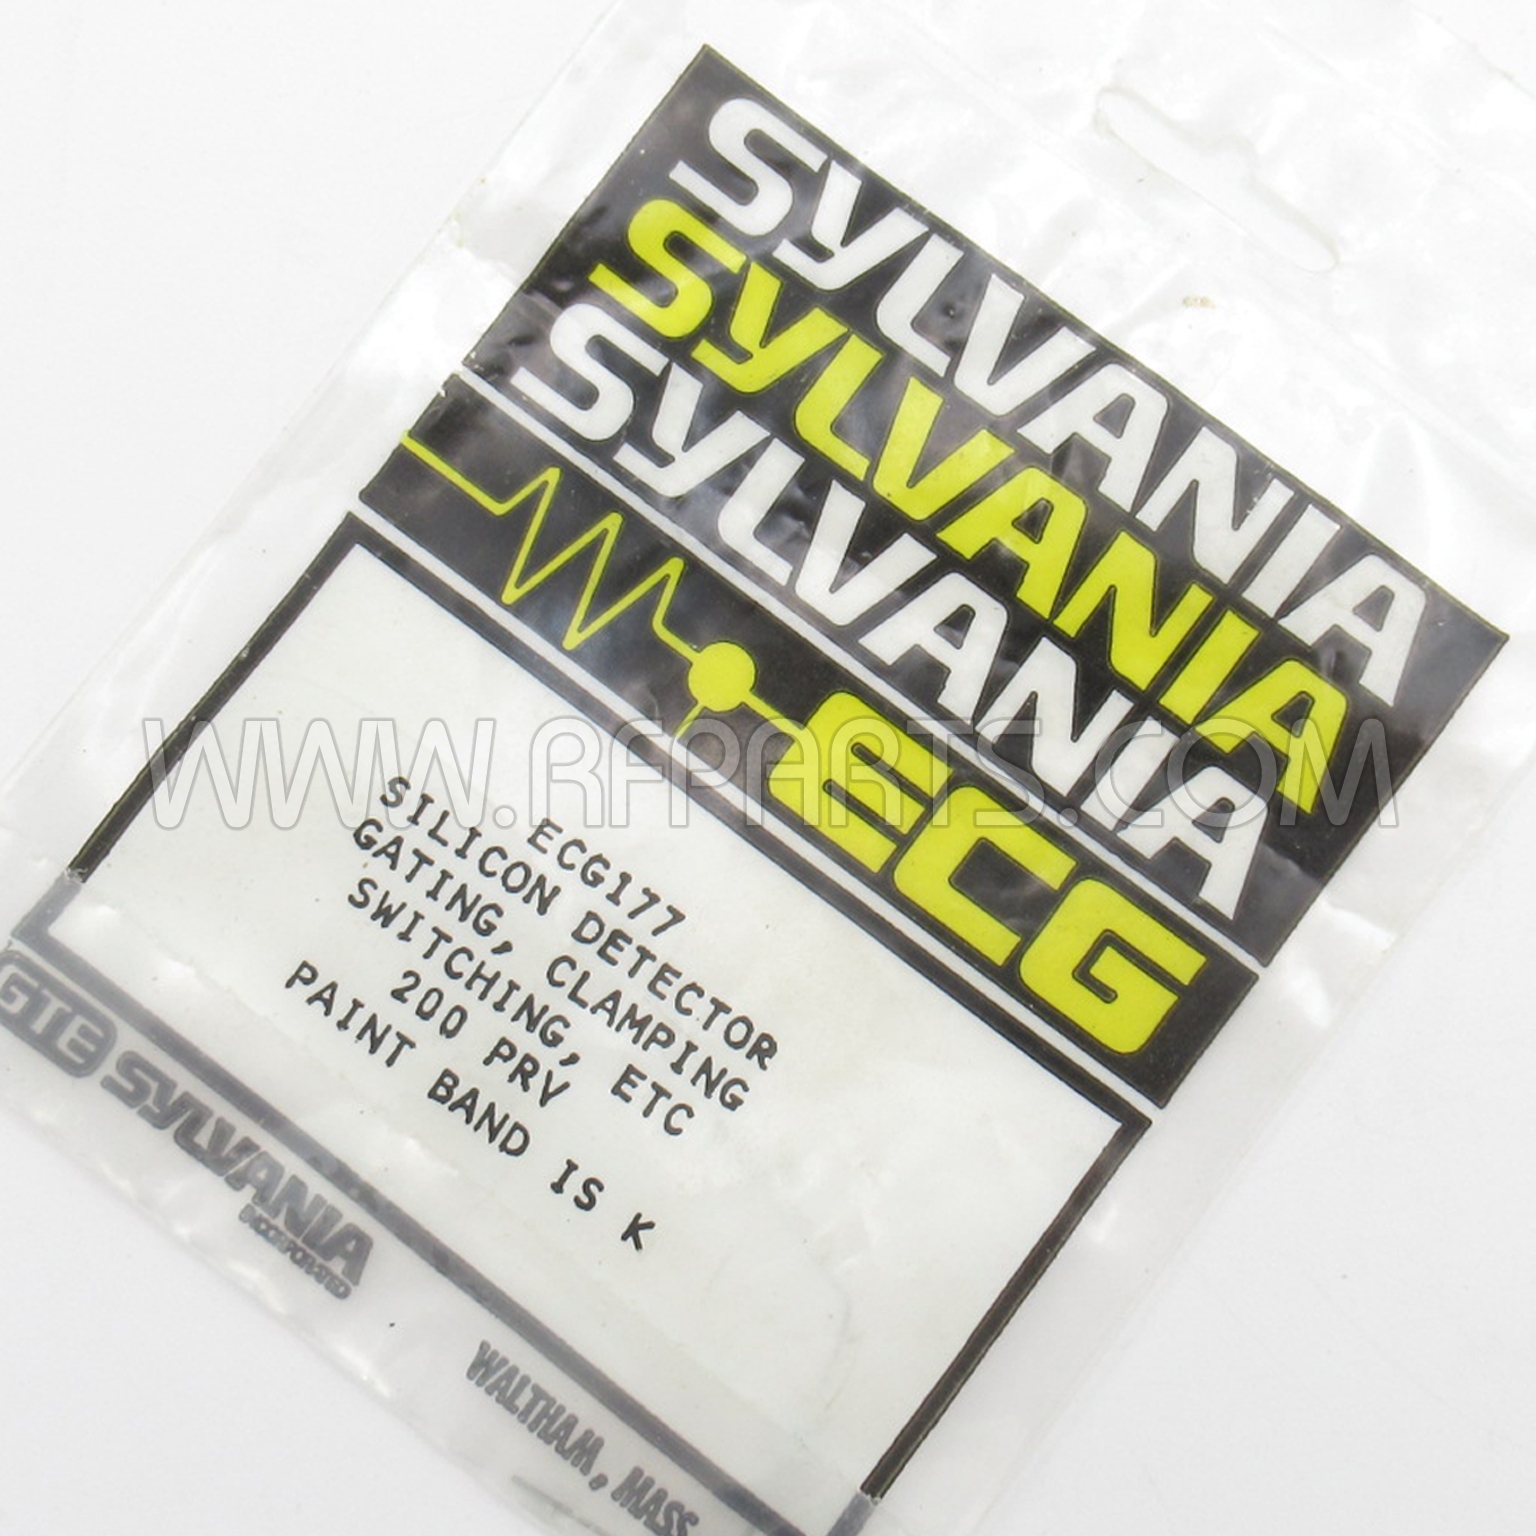 SYLVANIA
SYLVANIA
SYLVANIA
ECG
WWW.RFPARTS.COM
ECG177
SILICON DETECTOR
GATING, CLAMPING
SWITCHING, ETC
200 PRV
PAINT BAND IS K
GTE SYLVANIA
INCORPORATED
WALTHAM, MASS